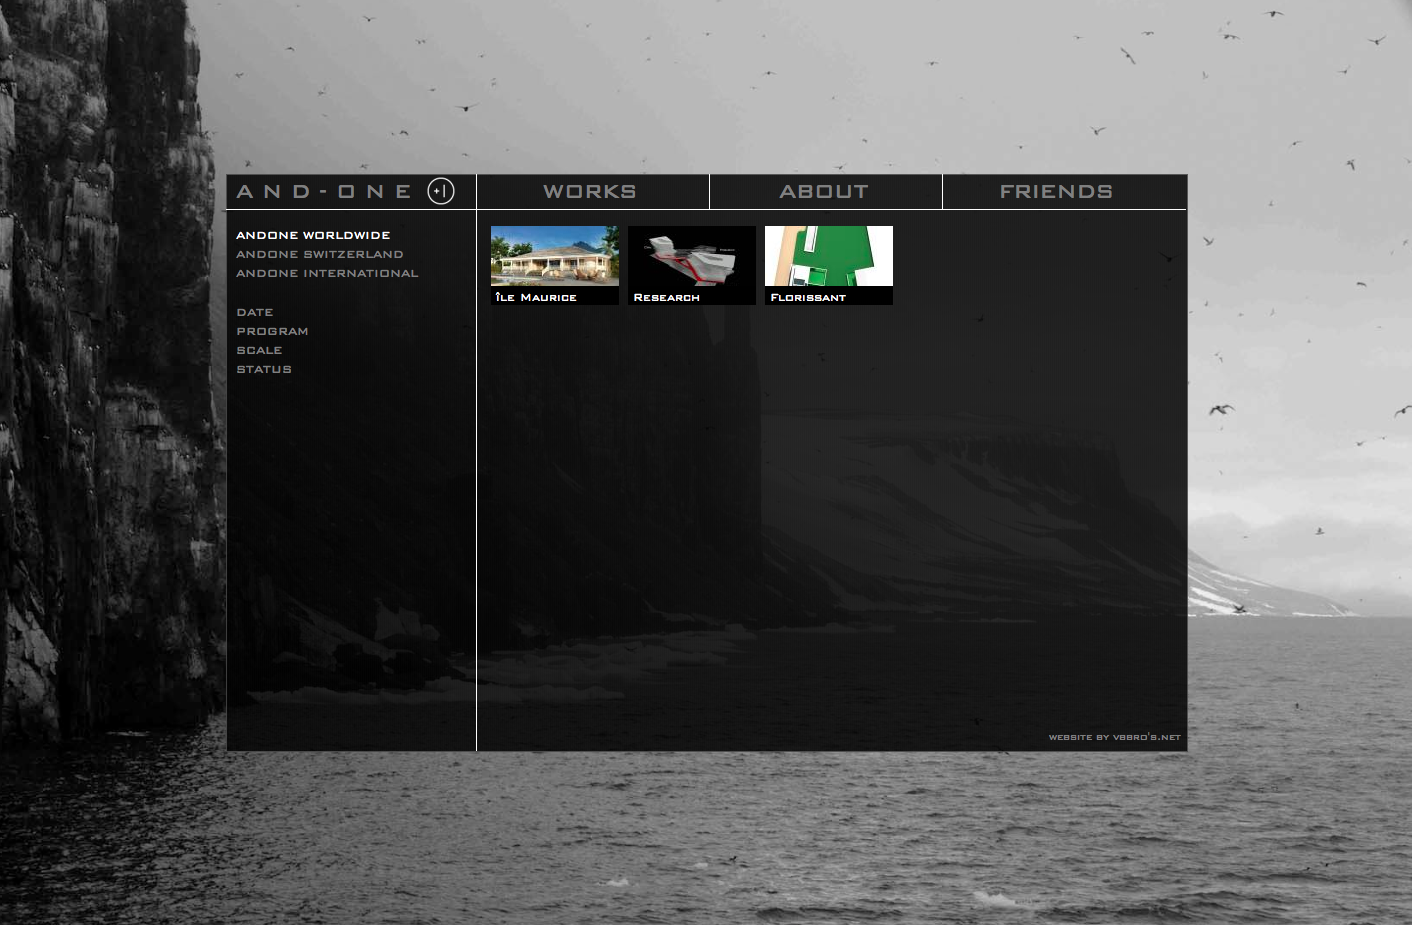 AND-ONE +1
WORKS
ABOUT
FRIENDS
ANDONE WORLDWIDE
ANDONE SWITZERLAND
ANDONE INTERNATIONAL
DATE
PROGRAM
SCALE
STATUS
Île Maurice
Research
Florissant
WEBSITE BY VBBRO'S.NET